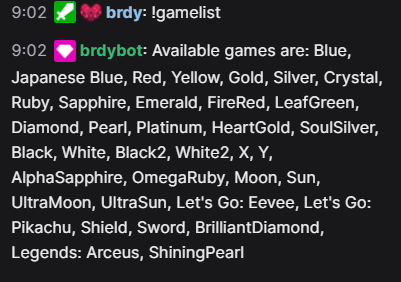 9:02 brdy: !gamelist
9:02 brdybot: Available games are: Blue,
Japanese Blue, Red, Yellow, Gold, Silver, Crystal,
Ruby, Sapphire, Emerald, FireRed, LeafGreen,
Diamond, Pearl, Platinum, HeartGold, SoulSilver,
Black, White, Black2, White2, X, Y,
AlphaSapphire, OmegaRuby, Moon, Sun,
UltraMoon, UltraSun, Let's Go: Eevee, Let's Go:
Pikachu, Shield, Sword, BrilliantDiamond,
Legends: Arceus, ShiningPearl